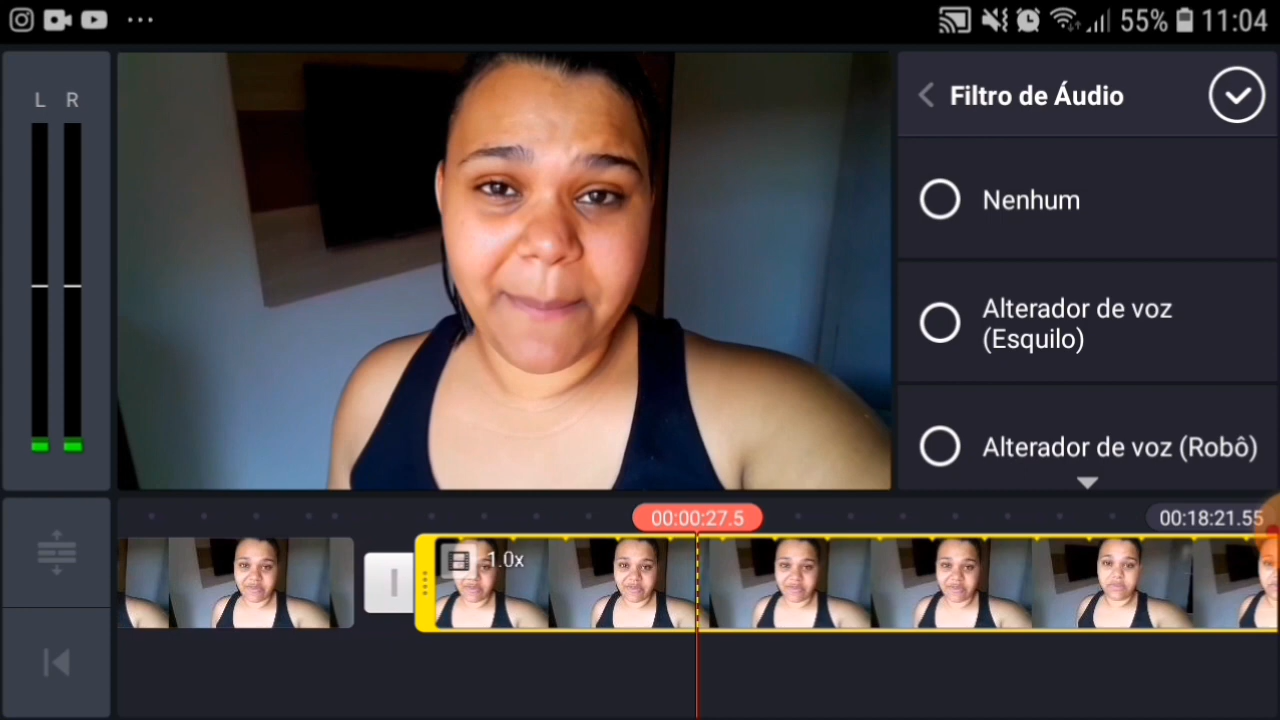 55% 11:04
L R
Filtro de Áudio
Nenhum
Alterador de voz
(Esquilo)
Alterador de voz (Robô)
00:00:27.5
00:18:21.55
1.0x